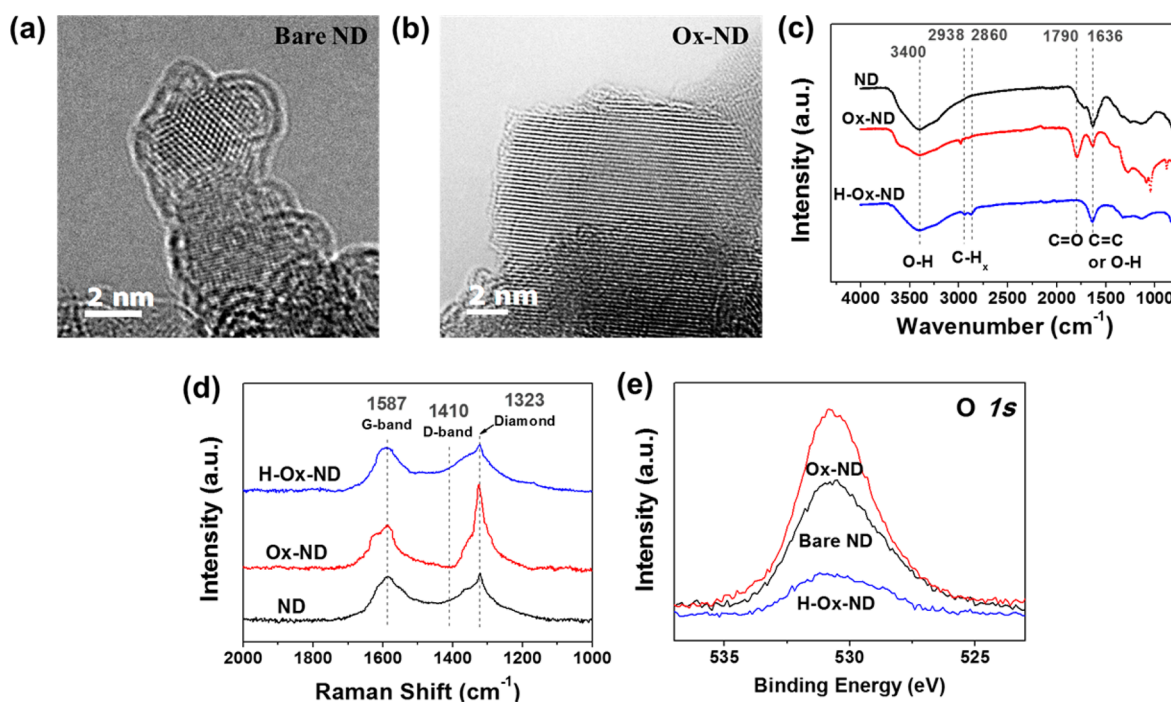 (a)
Bare ND
2 nm
(b)
Ox-ND
2 nm
(c)
3400
2938 2860
1790 1636
ND
Ox-ND
H-Ox-ND
O-H
C-Hₓ
C=O C=C
or O-H
Intensity (a.u.)
4000 3500 3000 2500 2000 1500 1000
Wavenumber (cm⁻¹)
(d)
1587
G-band
1410
D-band
1323
Diamond
H-Ox-ND
Ox-ND
ND
Intensity (a.u.)
2000 1800 1600 1400 1200 1000
Raman Shift (cm⁻¹)
(e)
O 1s
Ox-ND
Bare ND
H-Ox-ND
Intensity (a.u.)
535 530 525
Binding Energy (eV)